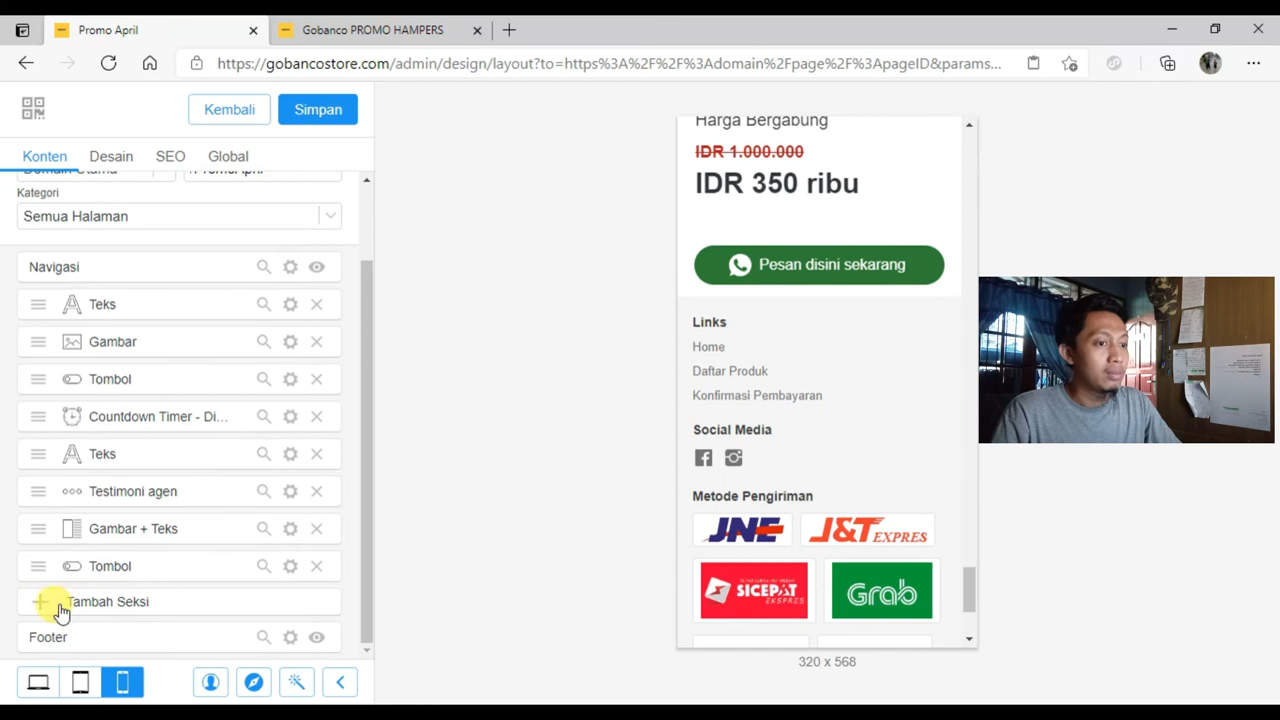 Promo April
Gobanco PROMO HAMPERS
https://gobancostore.com/admin/design/layout?to=https%3A%2F%2F%3Adomain%2Fpage%2F%3ApageID&params...
Kembali
Simpan
Konten
Desain
SEO
Global
Kategori
Semua Halaman
Navigasi
Teks
Gambar
Tombol
Countdown Timer - Di...
Teks
Testimoni agen
Gambar + Teks
Tombol
Tambah Seksi
Footer
Harga Bergabung
IDR 1.000.000
IDR 350 ribu
Pesan disini sekarang
Links
Home
Daftar Produk
Konfirmasi Pembayaran
Social Media
Metode Pengiriman
JNE
J&T EXPRES
SICEPAT
EKSPRES
Grab
320 x 568